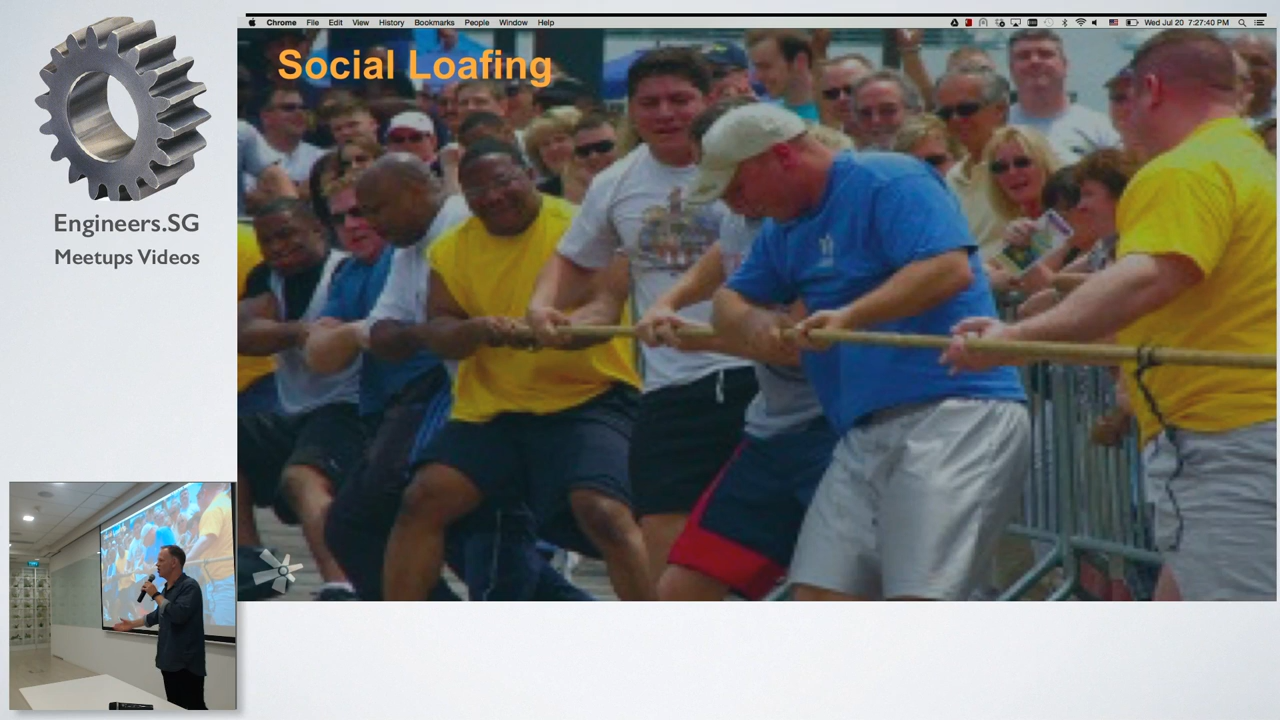 Chrome File Edit View History Bookmarks People Window Help Wed Jul 20 7:27:40 PM
Social Loafing
Engineers.SG
Meetups Videos